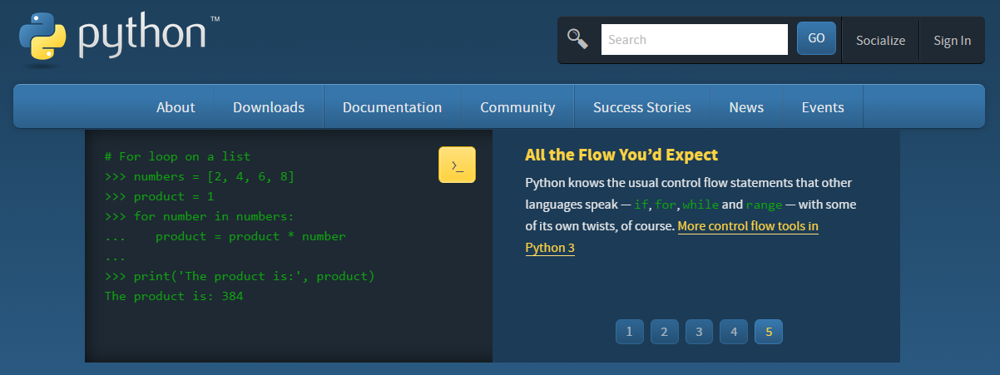 python™
Search
GO
Socialize
Sign In
About
Downloads
Documentation
Community
Success Stories
News
Events
# For loop on a list
>>> numbers = [2, 4, 6, 8]
>>> product = 1
>>> for number in numbers:
...    product = product * number
...
>>> print('The product is:', product)
The product is: 384
>_
All the Flow You’d Expect
Python knows the usual control flow statements that other
languages speak — if, for, while and range — with some
of its own twists, of course. More control flow tools in
Python 3
1 2 3 4 5